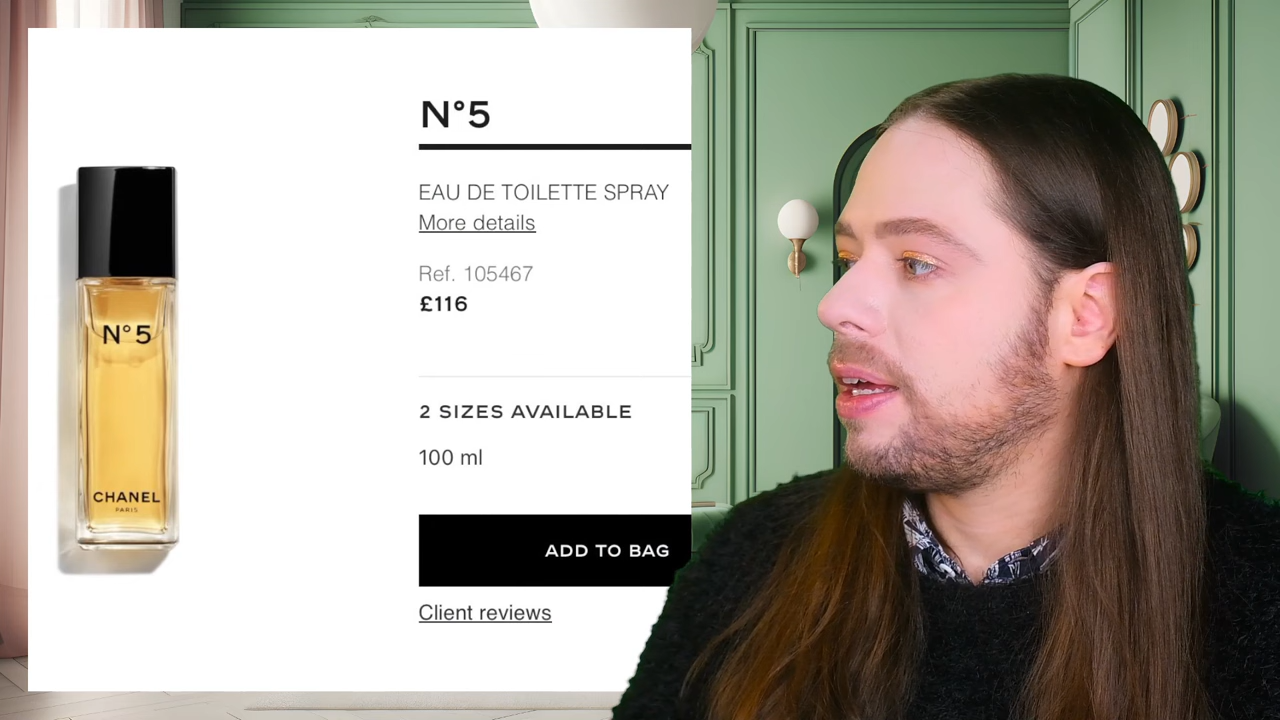 N°5
EAU DE TOILETTE SPRAY
More details
Ref. 105467
£116
2 SIZES AVAILABLE
100 ml
ADD TO BAG
Client reviews
N°5
CHANEL
PARIS